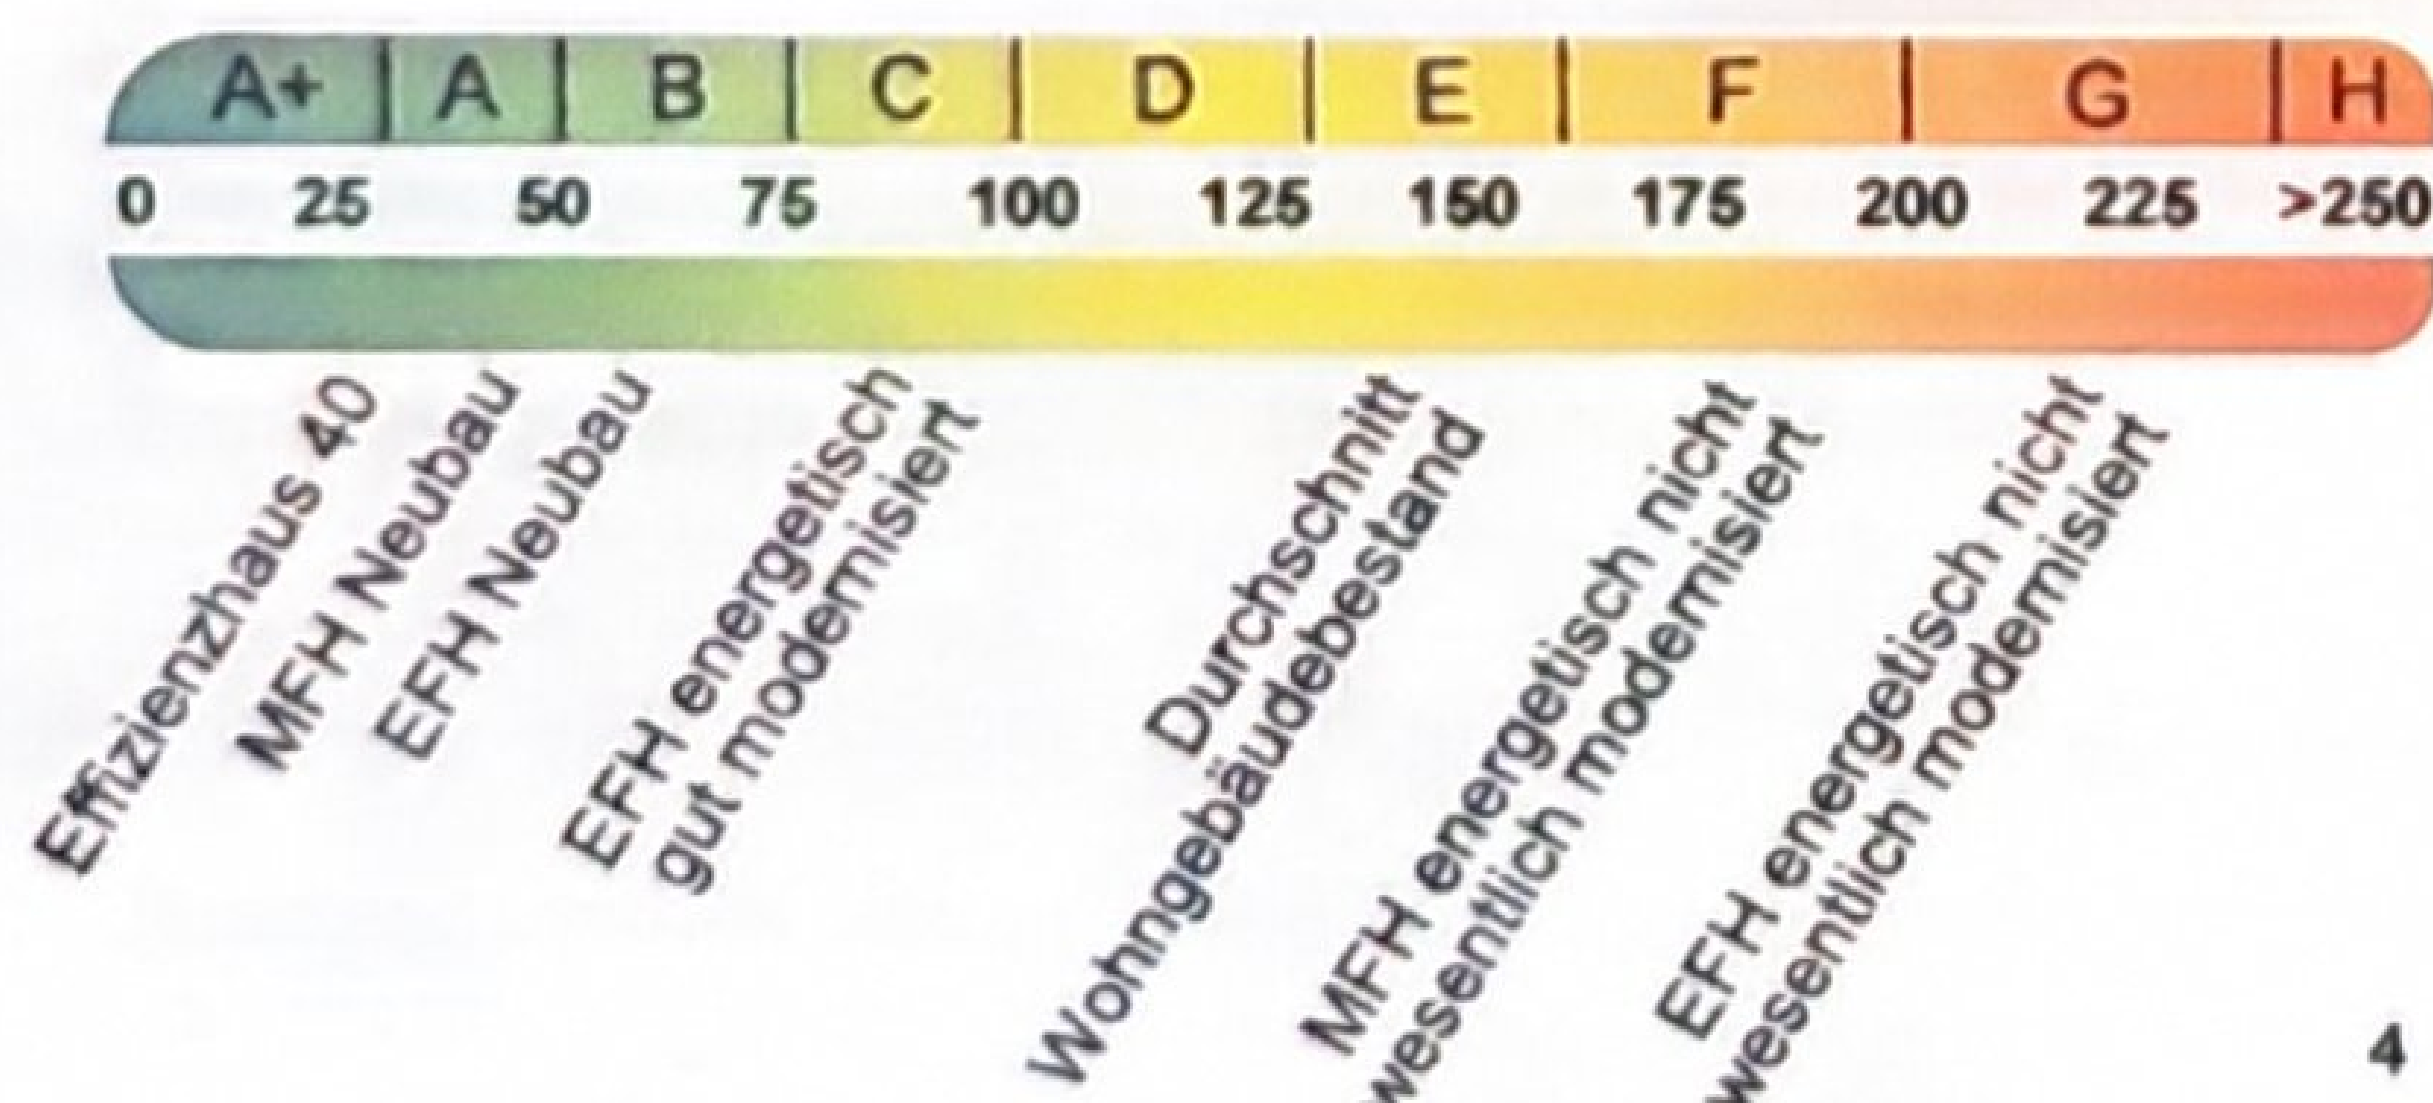 A+ A B C D E F G H
0 25 50 75 100 125 150 175 200 225 >250
Effizienzhaus 40
MFH Neubau
EFH Neubau
EFH energetisch
gut modernisiert
Durchschnitt
Wohngebäudebestand
MFH energetisch nicht
wesentlich modernisiert
EFH energetisch nicht
wesentlich modernisiert
4